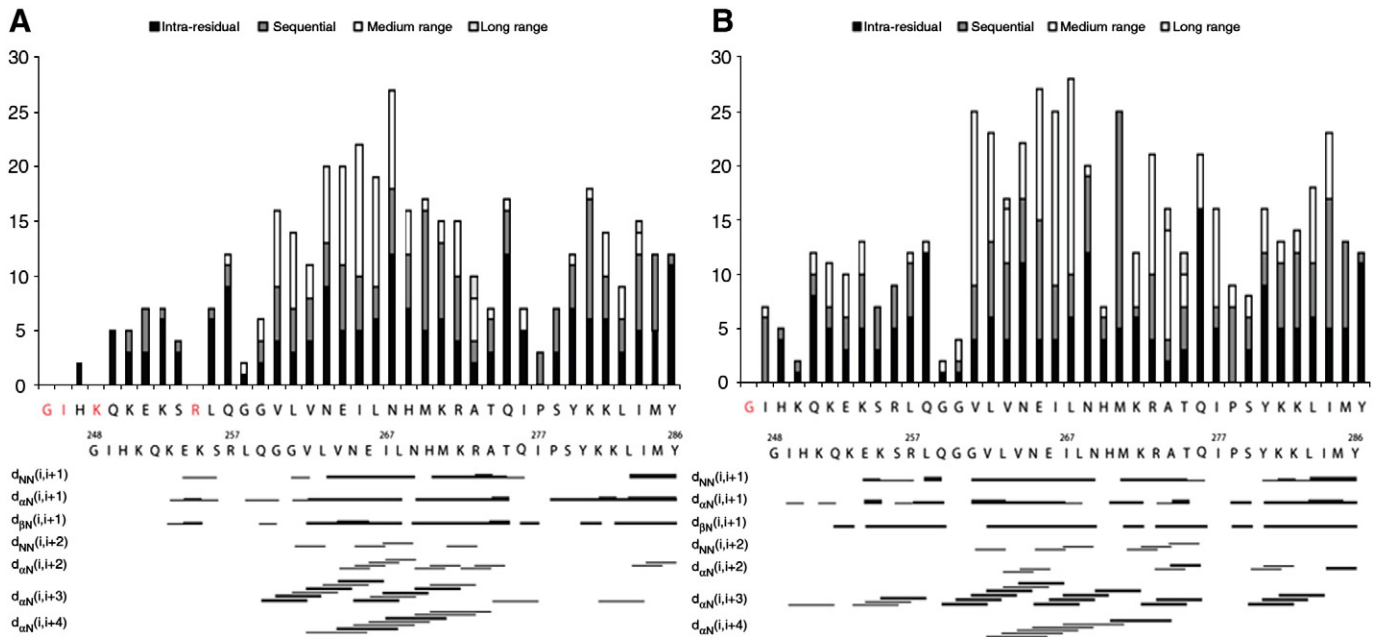 A
Intra-residual Sequential Medium range Long range
30
25
20
15
10
5
0
G I H K Q K E K S R L Q G G V L V N E I L N H M K R A T Q I P S Y K K L I M Y
248 257 267 277 286
G I H K Q K E K S R L Q G G V L V N E I L N H M K R A T Q I P S Y K K L I M Y
dNN(i,i+1)
dαN(i,i+1)
dβN(i,i+1)
dNN(i,i+2)
dαN(i,i+2)
dαN(i,i+3)
dαN(i,i+4)
B
Intra-residual Sequential Medium range Long range
30
25
20
15
10
5
0
G I H K Q K E K S R L Q G G V L V N E I L N H M K R A T Q I P S Y K K L I M Y
248 257 267 277 286
G I H K Q K E K S R L Q G G V L V N E I L N H M K R A T Q I P S Y K K L I M Y
dNN(i,i+1)
dαN(i,i+1)
dβN(i,i+1)
dNN(i,i+2)
dαN(i,i+2)
dαN(i,i+3)
dαN(i,i+4)